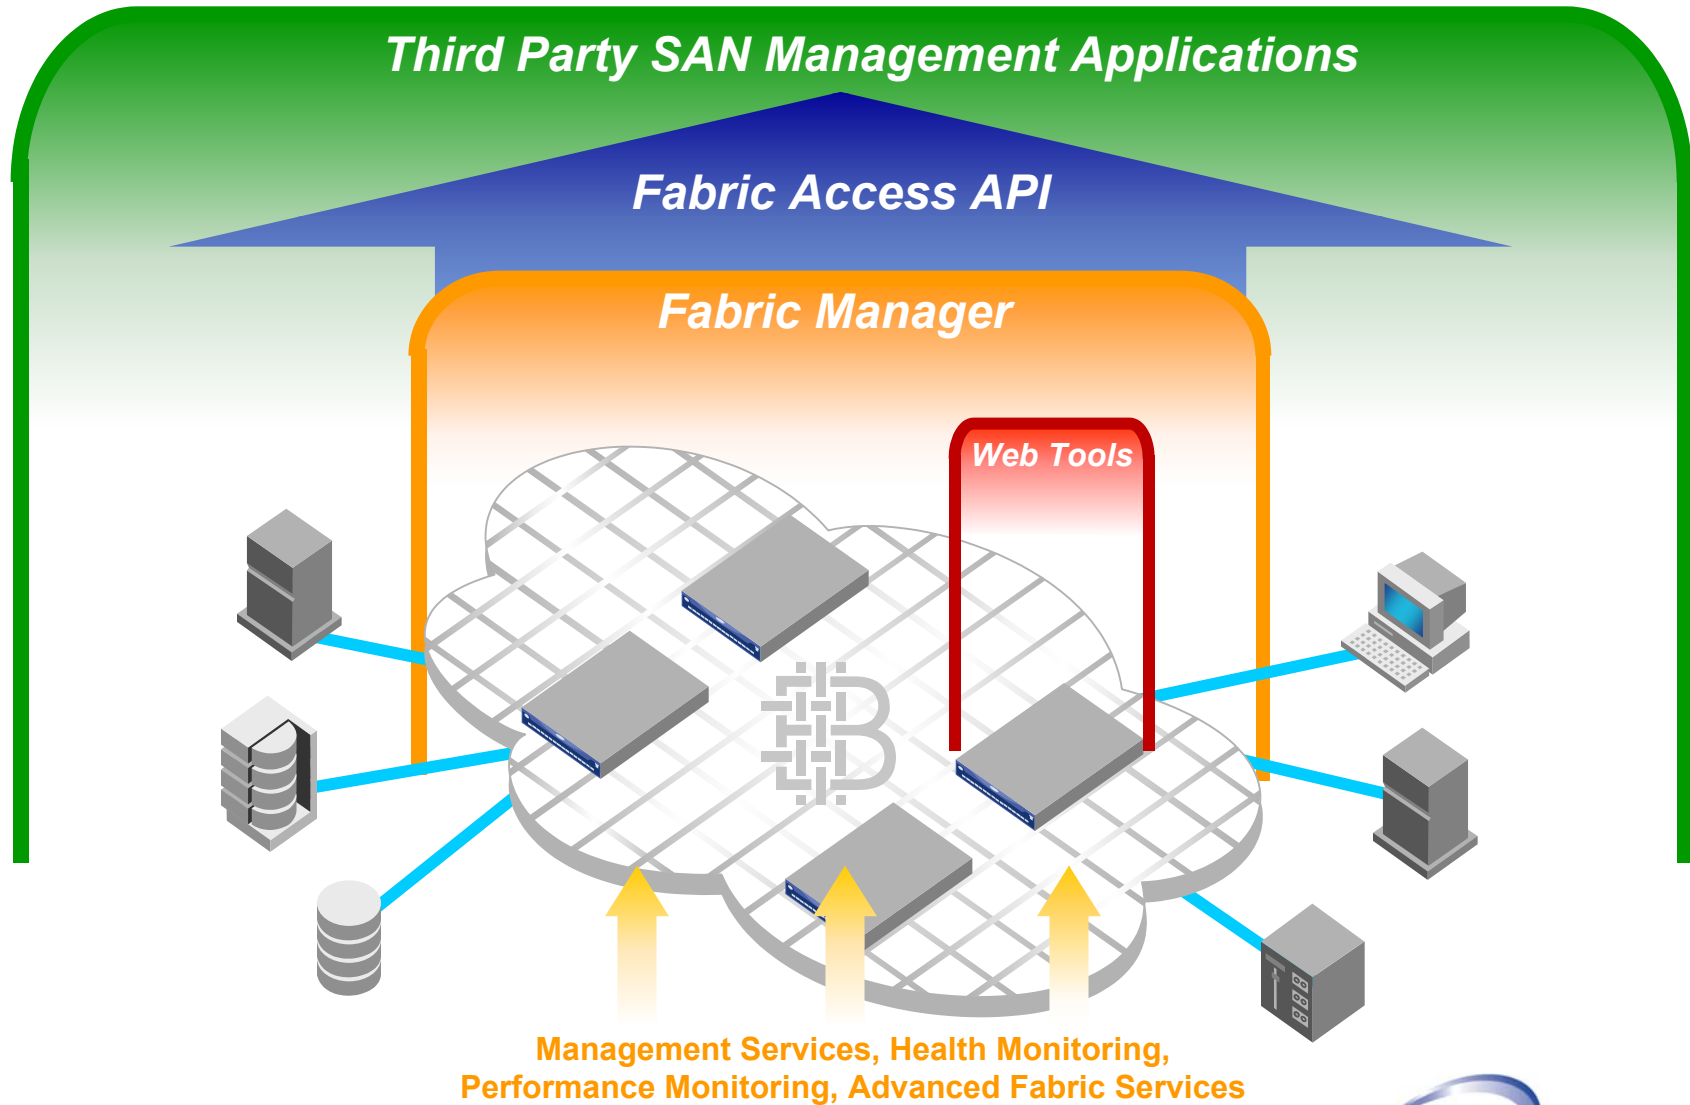 Third Party SAN Management Applications
Fabric Access API
Fabric Manager
Web Tools
Management Services, Health Monitoring,
Performance Monitoring, Advanced Fabric Services